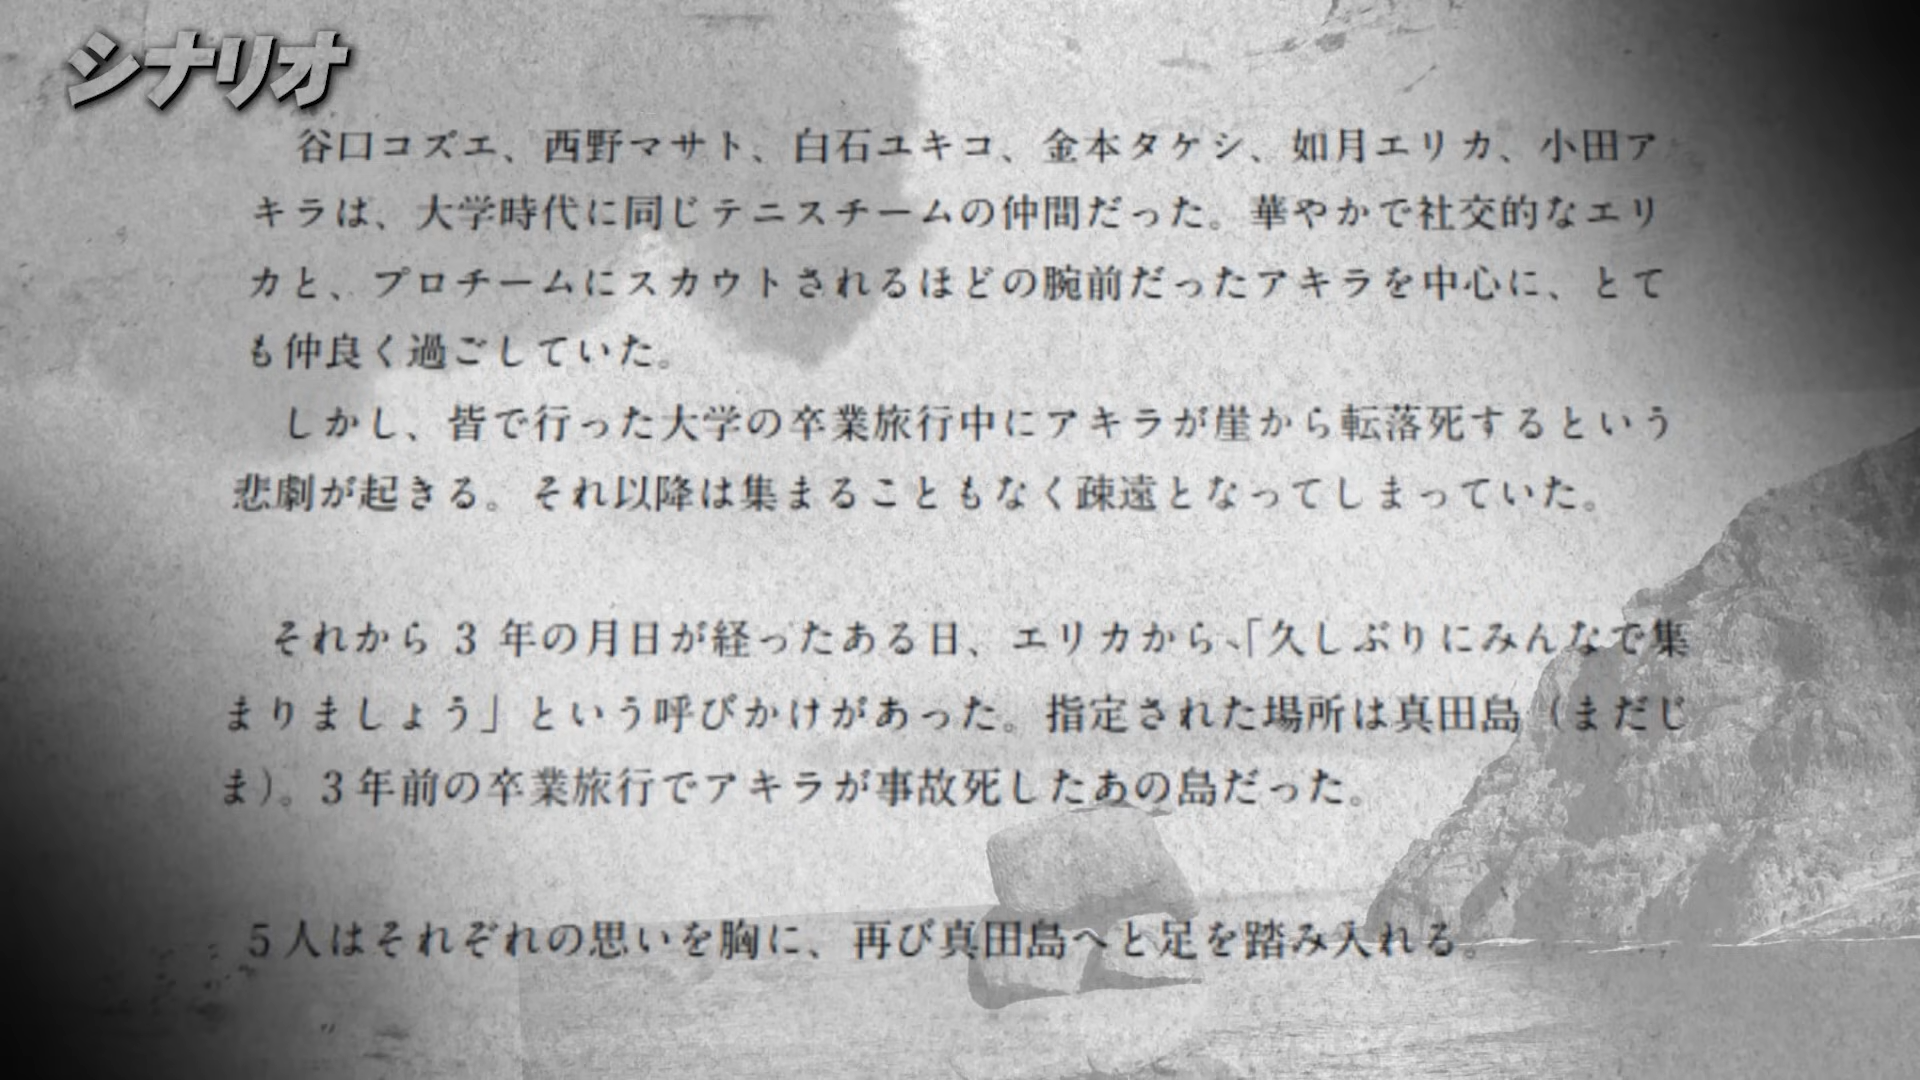 シナリオ
谷口コズエ、西野マサト、白石ユキコ、金本タケシ、如月エリカ、小田ア
キラは、大学時代に同じテニスチームの仲間だった。華やかで社交的なエリ
カと、プロチームにスカウトされるほどの腕前だったアキラを中心に、とて
も仲良く過ごしていた。
しかし、皆で行った大学の卒業旅行中にアキラが崖から転落死するという
悲劇が起きる。それ以降は集まることもなく疎遠となってしまっていた。
それから 3 年の月日が経ったある日、エリカから、「久しぶりにみんなで集
まりましょう」という呼びかけがあった。指定された場所は真田島（まだじ
ま）。3年前の卒業旅行でアキラが事故死したあの島だった。
5人はそれぞれの思いを胸に、再び真田島へと足を踏み入れる。